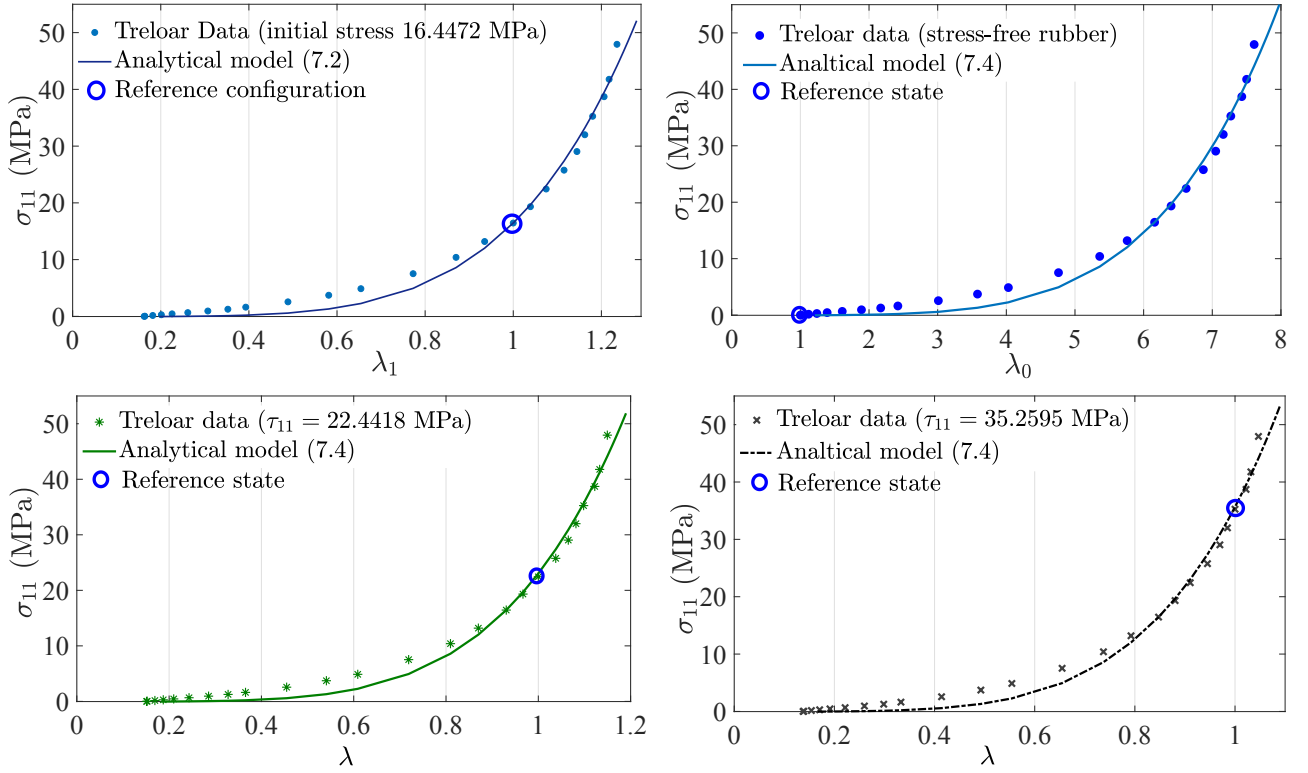 Treloar Data (initial stress 16.4472 MPa)
Analytical model (7.2)
Reference configuration
σ11 (MPa)
50
40
30
20
10
0
0 0.2 0.4 0.6 0.8 1 1.2
λ1
Treloar data (stress-free rubber)
Analtical model (7.4)
Reference state
σ11 (MPa)
50
40
30
20
10
0
0 1 2 3 4 5 6 7 8
λ0
Treloar data (τ11 = 22.4418 MPa)
Analytical model (7.4)
Reference state
σ11 (MPa)
50
40
30
20
10
0
0 0.2 0.4 0.6 0.8 1 1.2
λ
Treloar data (τ11 = 35.2595 MPa)
Analtical model (7.4)
Reference state
σ11 (MPa)
50
40
30
20
10
0
0 0.2 0.4 0.6 0.8 1
λ